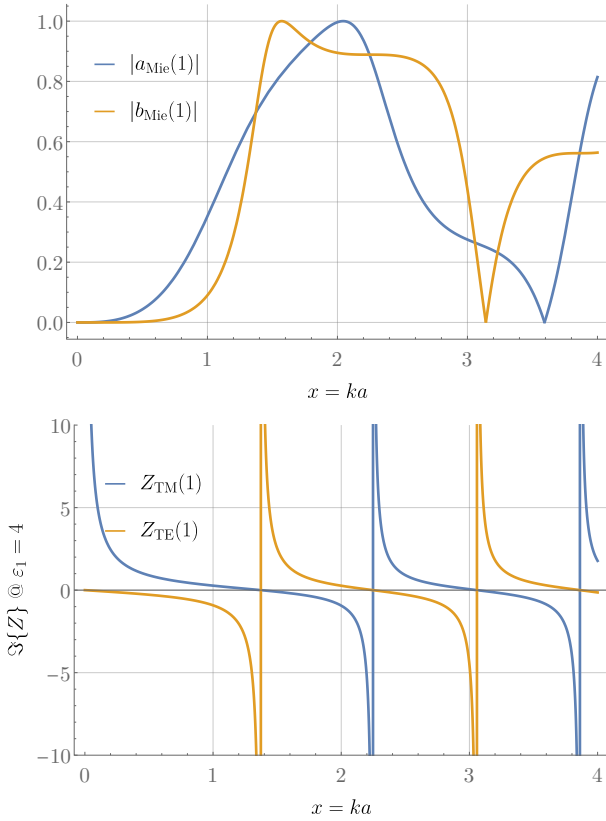 1.0
0.8
0.6
0.4
0.2
0.0
|a_Mie(1)|
|b_Mie(1)|
0 1 2 3 4
x = ka
10
5
0
−5
−10
Z_TM(1)
Z_TE(1)
ℑ{Z} @ ε₁ = 4
0 1 2 3 4
x = ka